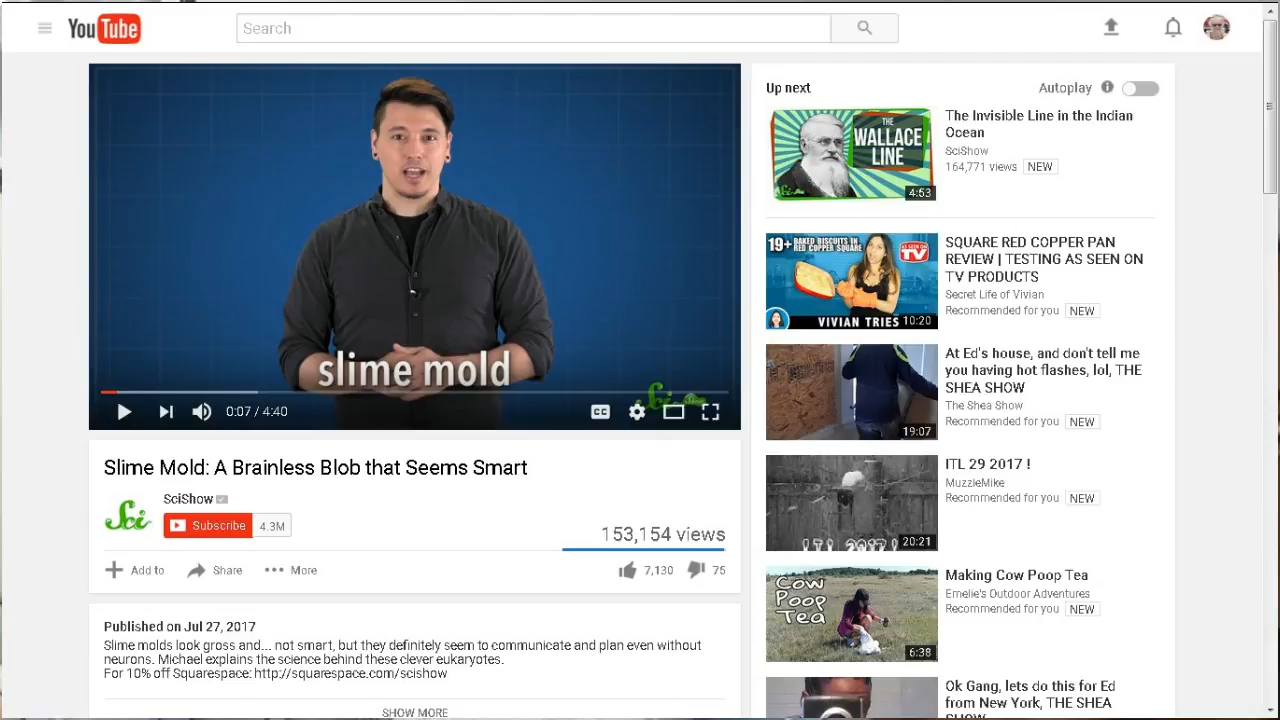 YouTube
Search
slime mold
0:07 / 4:40
CC
Slime Mold: A Brainless Blob that Seems Smart
Sci
SciShow
Subscribe 4.3M
153,154 views
Add to
Share
More
7,130
75
Published on Jul 27, 2017
Slime molds look gross and... not smart, but they definitely seem to communicate and plan even without
neurons. Michael explains the science behind these clever eukaryotes.
For 10% off Squarespace: http://squarespace.com/scishow
SHOW MORE
Up next
Autoplay
THE
WALLACE
LINE
4:53
The Invisible Line in the Indian
Ocean
SciShow
164,771 views NEW
19+ BAKED BISCUITS IN
RED COPPER SQUARE
AS SEEN ON
TV
VIVIAN TRIES
10:20
SQUARE RED COPPER PAN
REVIEW | TESTING AS SEEN ON
TV PRODUCTS
Secret Life of Vivian
Recommended for you NEW
19:07
At Ed's house, and don't tell me
you having hot flashes, lol, THE
SHEA SHOW
The Shea Show
Recommended for you NEW
ITL 29 2017!
20:21
ITL 29 2017 !
MuzzleMike
Recommended for you NEW
Cow
Poop
Tea
6:38
Making Cow Poop Tea
Emelie's Outdoor Adventures
Recommended for you NEW
Ok Gang, lets do this for Ed
from New York, THE SHEA
SHOW